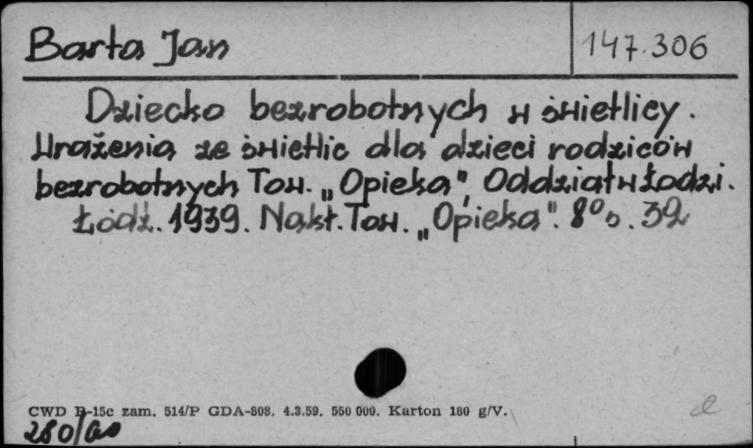 Barta Jan
147.306
Dziecko bezrobotnych w świetlicy.
Wrażenia ze świetlic dla dzieci rodziców
bezrobotnych Tow. „Opieka", Oddział w Łodzi.
Łódź. 1939. Nakł. Tow. „Opieka". 8° s. 32
CWD B-15c zam. 514/P GDA-808. 4.3.59. 550 000. Karton 180 g/V.
280/